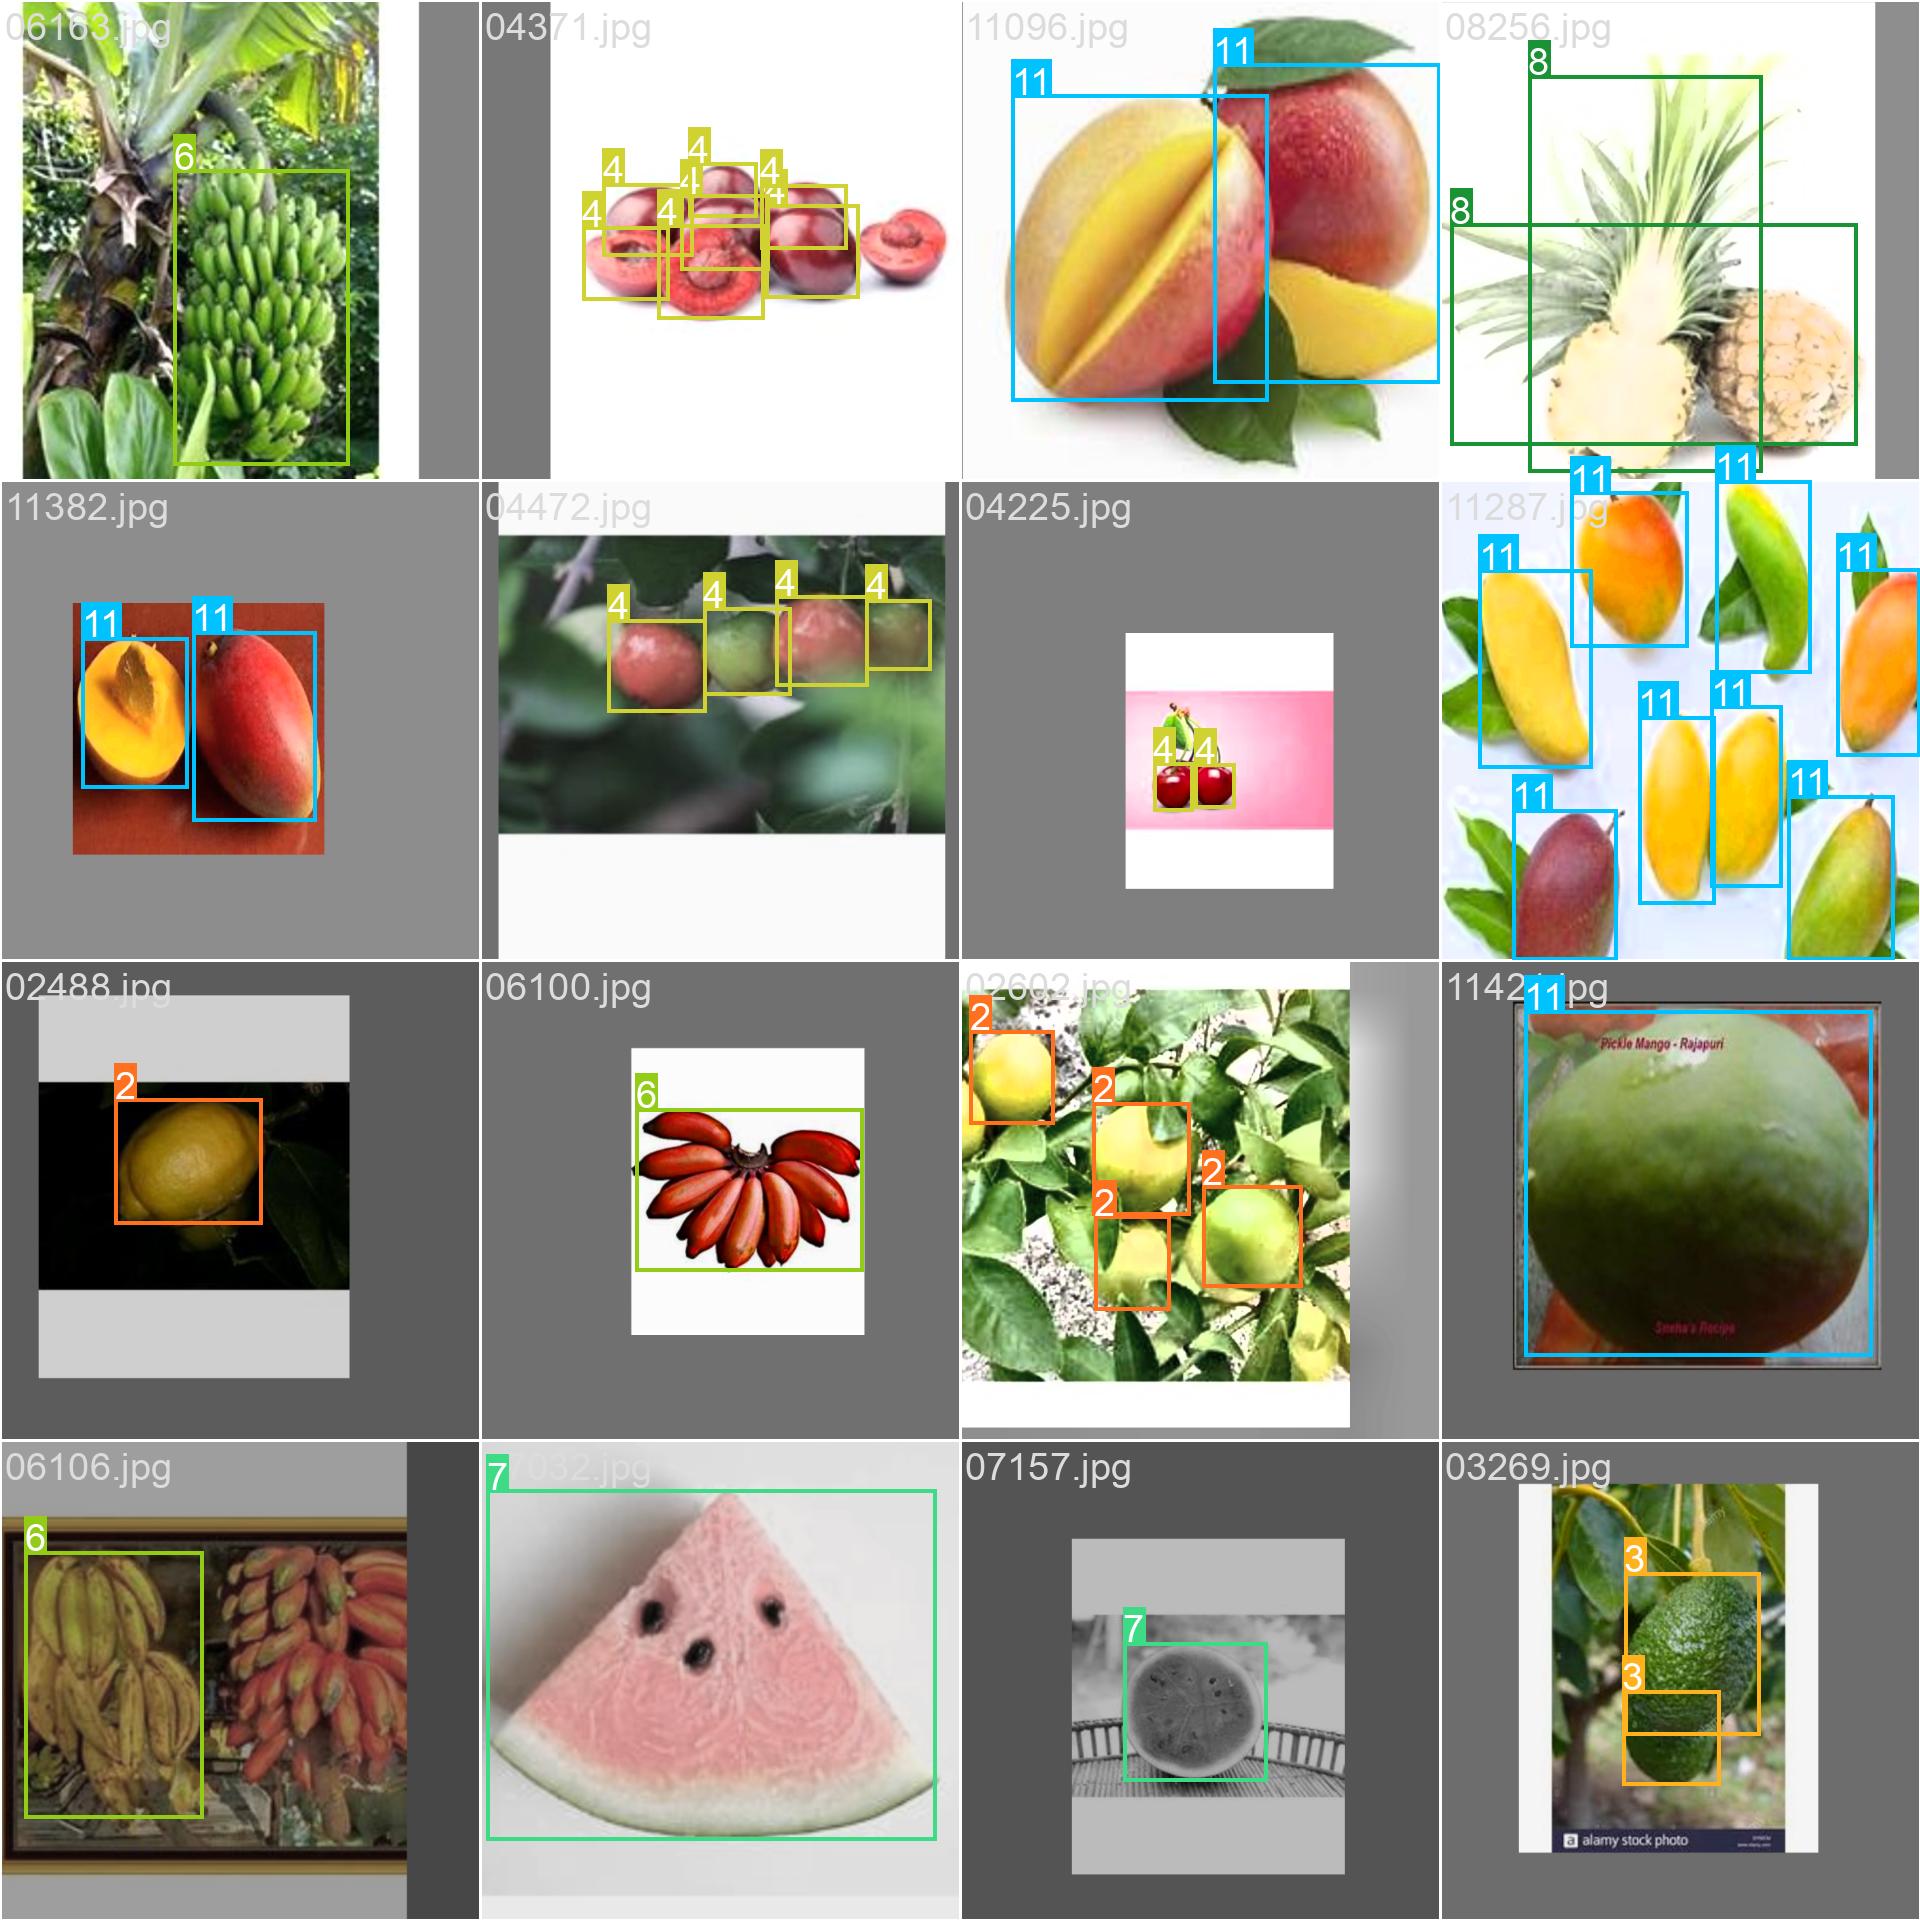 06163.jpg
04371.jpg
11096.jpg
08256.jpg
6
4
4
4
4
4
4
4
11
11
8
8
11382.jpg
04472.jpg
04225.jpg
11287.jpg
11
11
4
4
4
4
4
4
11
11
11
11
11
11
11
11
02488.jpg
06100.jpg
02602.jpg
1142 jpg
2
6
2
2
2
2
11
Pickle Mango - Rajapuri
Sneha's Recipe
06106.jpg
7032.jpg
07157.jpg
03269.jpg
6
7
7
3
3
alamy
a alamy stock photo